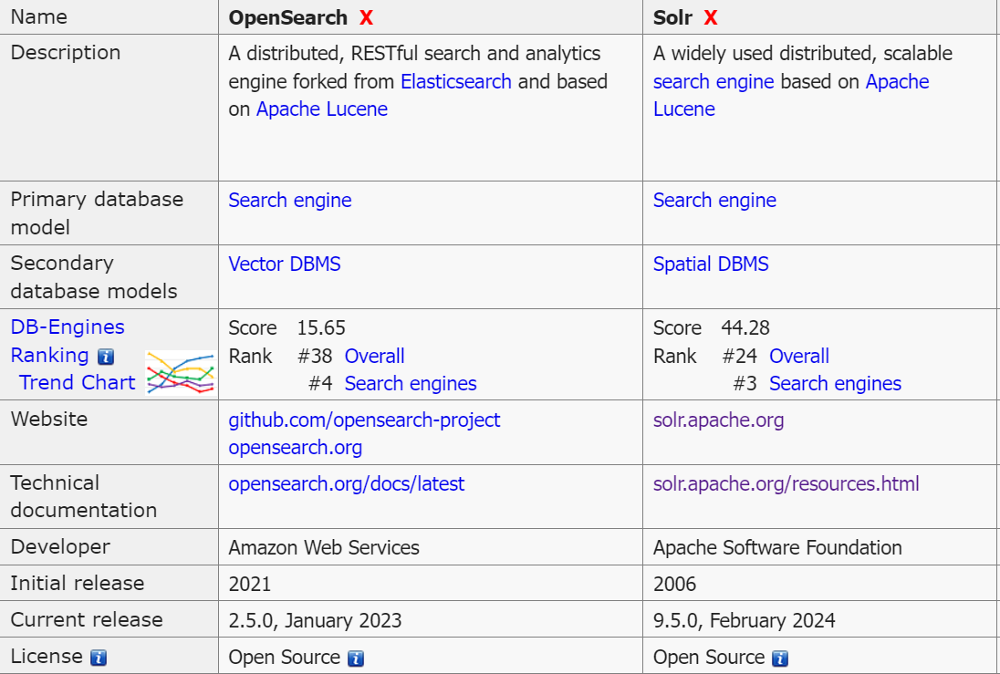 Name
OpenSearch X
Solr X
Description
A distributed, RESTful search and analytics
engine forked from Elasticsearch and based
on Apache Lucene
A widely used distributed, scalable
search engine based on Apache
Lucene
Primary database
model
Search engine
Search engine
Secondary
database models
Vector DBMS
Spatial DBMS
DB-Engines
Ranking
Trend Chart
Score 15.65
Rank #38 Overall
#4 Search engines
Score 44.28
Rank #24 Overall
#3 Search engines
Website
github.com/opensearch-project
opensearch.org
solr.apache.org
Technical
documentation
opensearch.org/docs/latest
solr.apache.org/resources.html
Developer
Amazon Web Services
Apache Software Foundation
Initial release
2021
2006
Current release
2.5.0, January 2023
9.5.0, February 2024
License
Open Source
Open Source